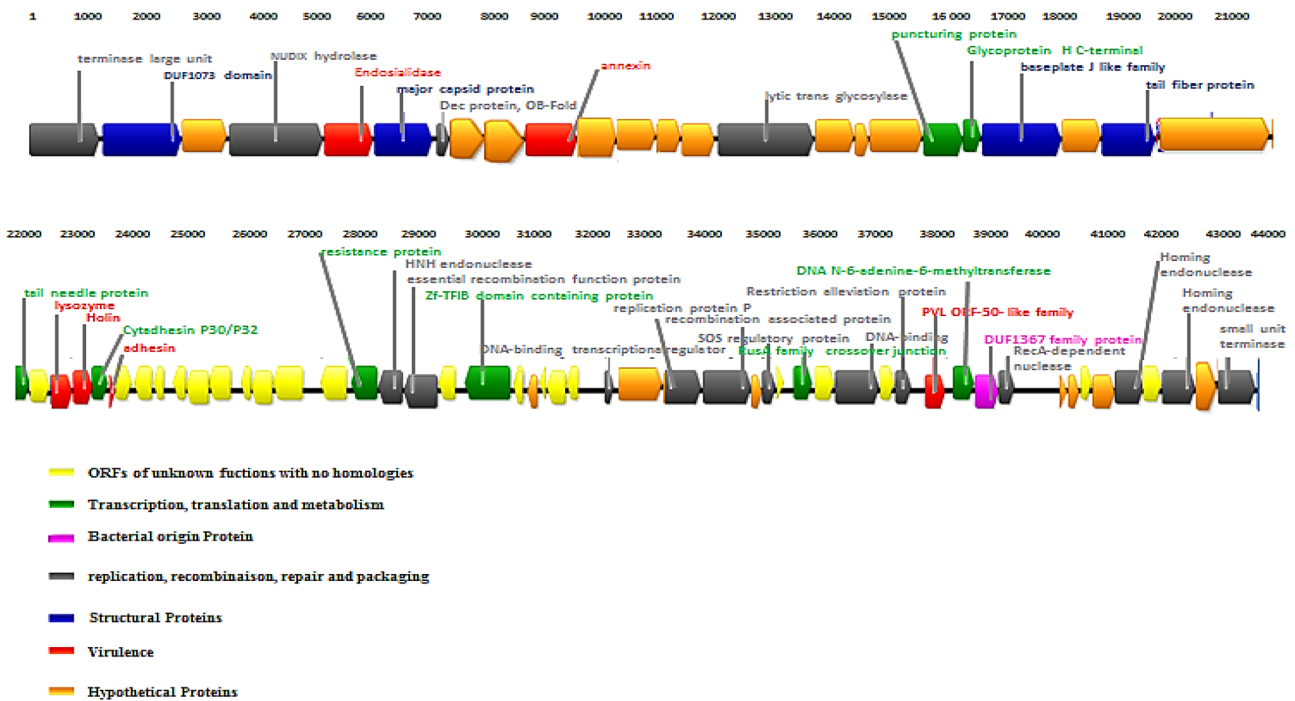 1 1000 2000 3000 4000 5000 6000 7000 8000 9000 10000 11000 12000 13000 14000 15000 16 000 17000 18000 19000 20000 21000
puncturing protein
Glycoprotein H C-terminal
terminase large unit
NUDIX hydrolase
annexin
baseplate J like family
DUF1073 domain
Endosialidase
tail fiber protein
major capsid protein
lytic trans glycosylase
Dec protein, OB-Fold
22000 23000 24000 25000 26000 27000 28000 29000 30000 31000 32000 33000 34000 35000 36000 37000 38000 39000 40000 41000 42000 43000 44000
resistance protein
HNH endonuclease
essential recombination function protein
Zf-TFIB domain containing protein
DNA N-6-adenine-6-methyltransferase
Homing
endonuclease
tail needle protein
lysozyme
Holin
Restriction alleviation protein
Homing
endonuclease
replication protein P
recombination associated protein
PVL ORF-50- like family
Cytadhesin P30/P32
adhesin
SOS regulatory protein
DNA-binding
DUF1367 family protein
small unit
terminase
DNA-binding transcriptional regulator
RusA family crossover junction
RecA-dependent
nuclease
ORFs of unknown fuctions with no homologies
Transcription, translation and metabolism
Bacterial origin Protein
replication, recombinaison, repair and packaging
Structural Proteins
Virulence
Hypothetical Proteins